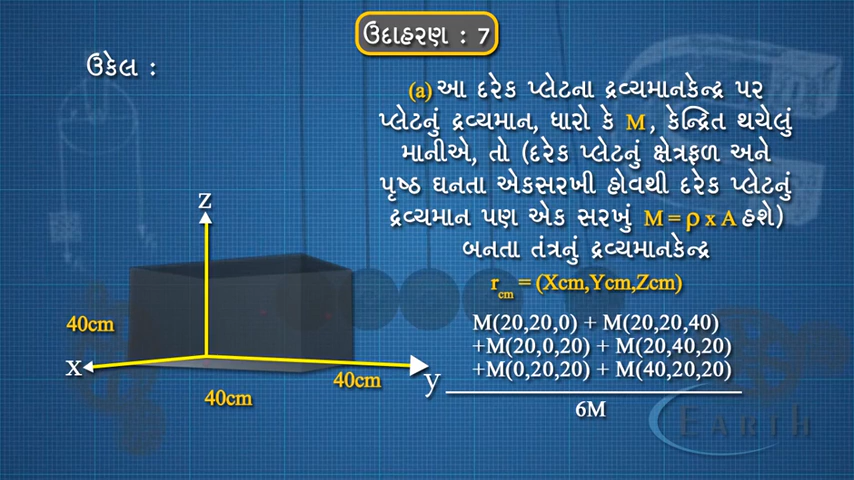 ઉદાહરણ : 7
ઉકેલ :
(a) આ દરેક પ્લેટના દ્રવ્યમાનકેન્દ્ર પર
પ્લેટનું દ્રવ્યમાન, ધારો કે M, કેન્દ્રિત થયેલું
માનીએ, તો (દરેક પ્લેટનું ક્ષેત્રફળ અને
પૃષ્ઠ ઘનતા એકસરખી હોવથી દરેક પ્લેટનું
દ્રવ્યમાન પણ એક સરખું M = ρ x A હશે)
બનતા તંત્રનું દ્રવ્યમાનકેન્દ્ર
rcm = (Xcm,Ycm,Zcm)
M(20,20,0) + M(20,20,40)
+M(20,0,20) + M(20,40,20)
+M(0,20,20) + M(40,20,20)
6M
z
40cm
x
40cm
40cm
y
EARTH